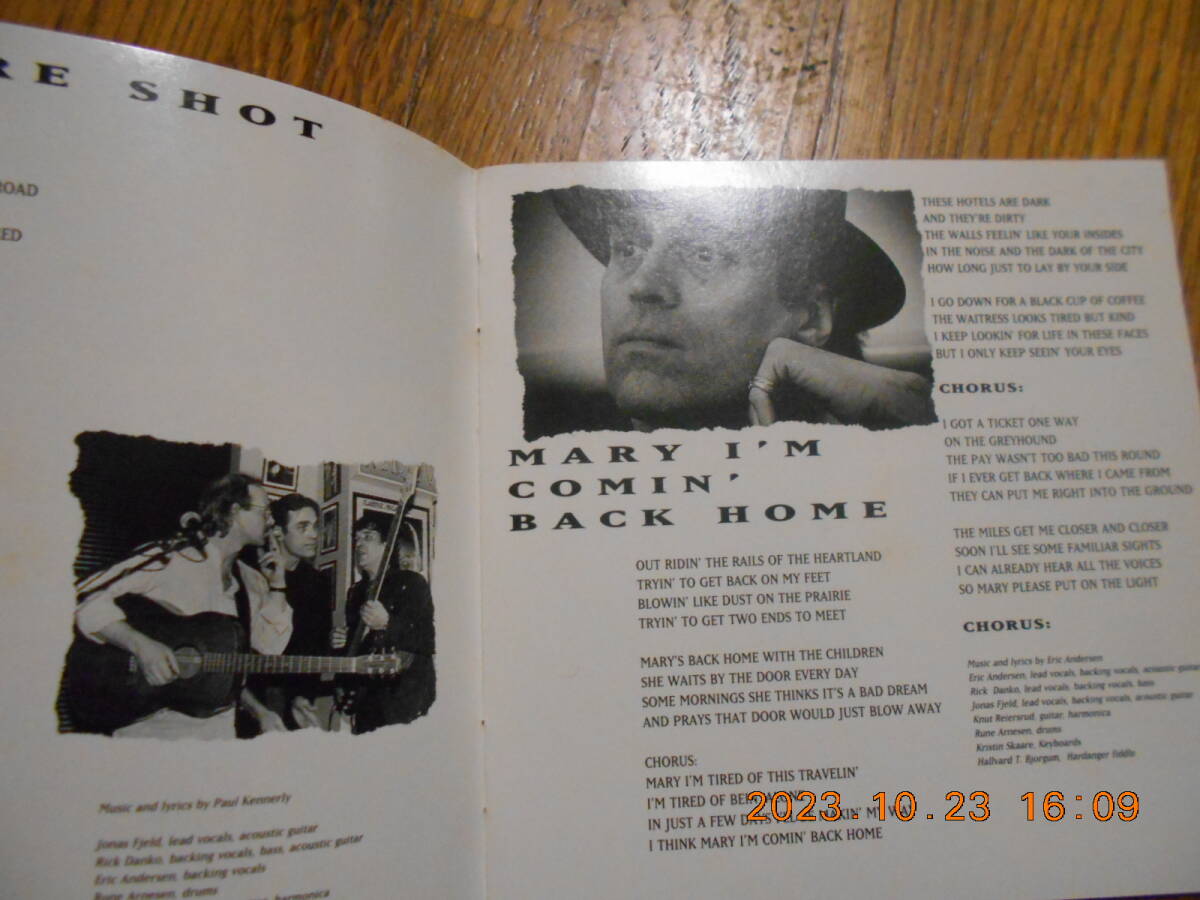 RE SHOT
ROAD
ED
Music and lyrics by Paul Kennerly
Jonas Fjeld, lead vocals, acoustic guitar
Rick Danko, backing vocals, bass, acoustic guitar
Eric Andersen, backing vocals
Rune Arnesen, drums
harmonica
MARY I'M
COMIN'
BACK HOME
OUT RIDIN' THE RAILS OF THE HEARTLAND
TRYIN' TO GET BACK ON MY FEET
BLOWIN' LIKE DUST ON THE PRAIRIE
TRYIN' TO GET TWO ENDS TO MEET
MARY'S BACK HOME WITH THE CHILDREN
SHE WAITS BY THE DOOR EVERY DAY
SOME MORNINGS SHE THINKS IT'S A BAD DREAM
AND PRAYS THAT DOOR WOULD JUST BLOW AWAY
CHORUS:
MARY I'M TIRED OF THIS TRAVELIN'
I'M TIRED OF BEIN' ALONE
IN JUST A FEW DAYS I'LL BE MAKIN' MY WAY
I THINK MARY I'M COMIN' BACK HOME
THESE HOTELS ARE DARK
AND THEY'RE DIRTY
THE WALLS FEELIN' LIKE YOUR INSIDES
IN THE NOISE AND THE DARK OF THE CITY
HOW LONG JUST TO LAY BY YOUR SIDE
I GO DOWN FOR A BLACK CUP OF COFFEE
THE WAITRESS LOOKS TIRED BUT KIND
I KEEP LOOKIN' FOR LIFE IN THESE FACES
BUT I ONLY KEEP SEEIN' YOUR EYES
CHORUS:
I GOT A TICKET ONE WAY
ON THE GREYHOUND
THE PAY WASN'T TOO BAD THIS ROUND
IF I EVER GET BACK WHERE I CAME FROM
THEY CAN PUT ME RIGHT INTO THE GROUND
THE MILES GET ME CLOSER AND CLOSER
SOON I'LL SEE SOME FAMILIAR SIGHTS
I CAN ALREADY HEAR ALL THE VOICES
SO MARY PLEASE PUT ON THE LIGHT
CHORUS:
Music and lyrics by Eric Andersen
Eric Andersen, lead vocals, backing vocals, acoustic guitar
Rick Danko, lead vocals, backing vocals, bass
Jonas Fjeld, lead vocals, backing vocals, acoustic guitar
Knut Reiersrud, guitar, harmonica
Rune Arnesen, drums
Kristin Skaare, Keyboards
Hallvard T. Bjorgum, Hardanger fiddle
2023.10.23 16:09